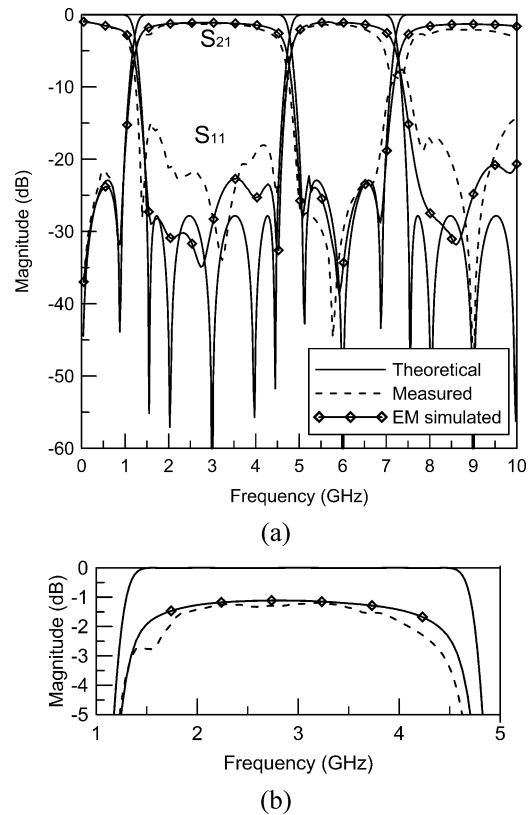 0
-10
-20
-30
-40
-50
-60
Magnitude (dB)
S21
S11
Theoretical
Measured
EM simulated
0 1 2 3 4 5 6 7 8 9 10
Frequency (GHz)
(a)
0
-1
-2
-3
-4
-5
Magnitude (dB)
1 2 3 4 5
Frequency (GHz)
(b)